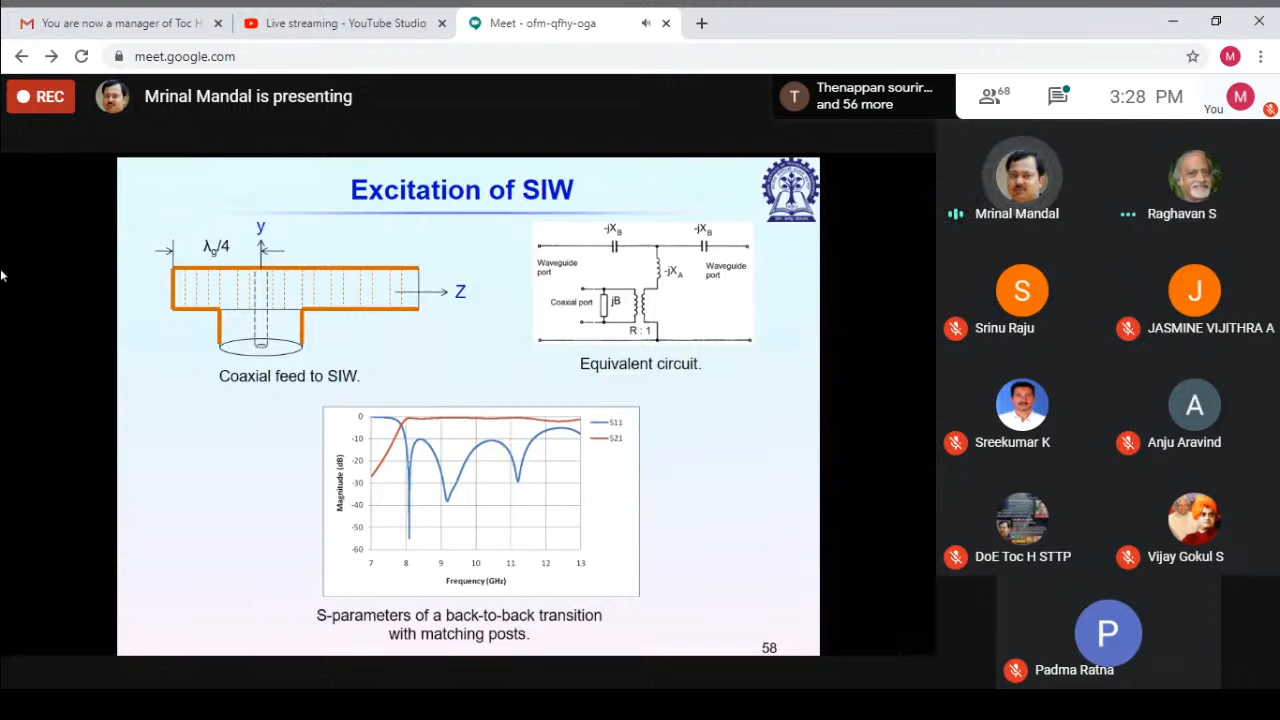 You are now a manager of Toc H
Live streaming - YouTube Studio
Meet - ofm-qfhy-oga
meet.google.com
M
REC
Mrinal Mandal is presenting
T
Thenappan sourir...
and 56 more
68
3:28 PM
You
M
Excitation of SIW
λg/4
y
Z
Coaxial feed to SIW.
-jXB
-jXB
Waveguide
port
-jXA
Waveguide
port
Coaxial port
jB
R : 1
Equivalent circuit.
0
-10
-20
-30
-40
-50
-60
Magnitude (dB)
7
8
9
10
11
12
13
Frequency (GHz)
S11
S21
S-parameters of a back-to-back transition
with matching posts.
58
Mrinal Mandal
Raghavan S
S
Srinu Raju
J
JASMINE VIJITHRA A
Sreekumar K
A
Anju Aravind
DoE Toc H STTP
Vijay Gokul S
P
Padma Ratna